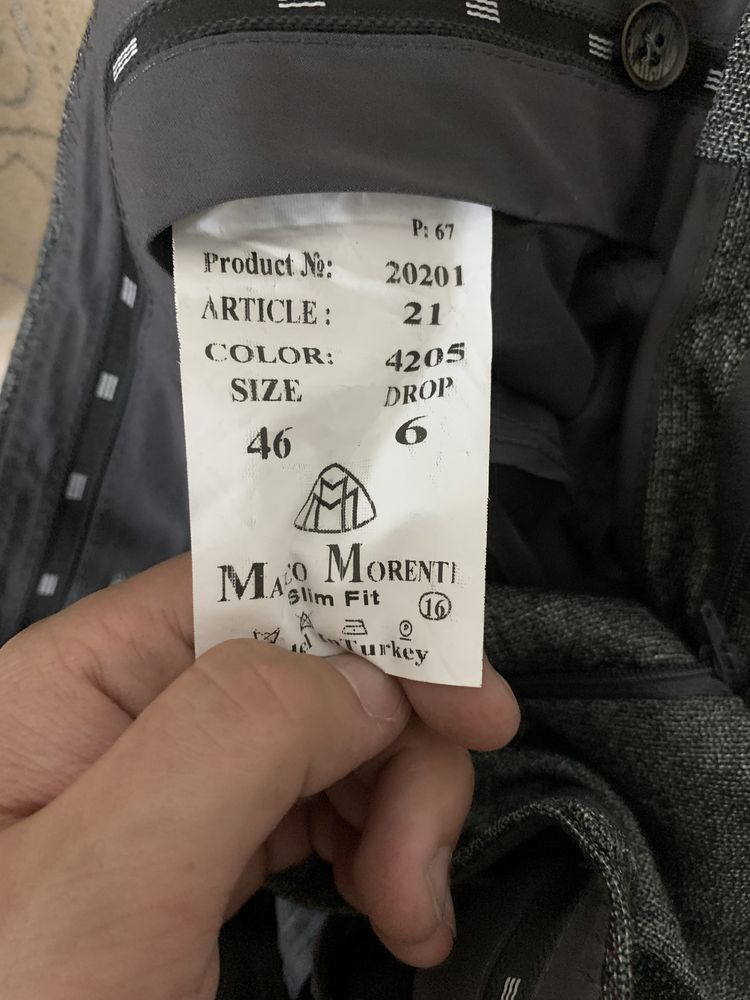 P: 67
Product №: 20201
ARTICLE: 21
COLOR: 4205
SIZE DROP
46 6
MORENTI
Slim Fit 16
Turkey